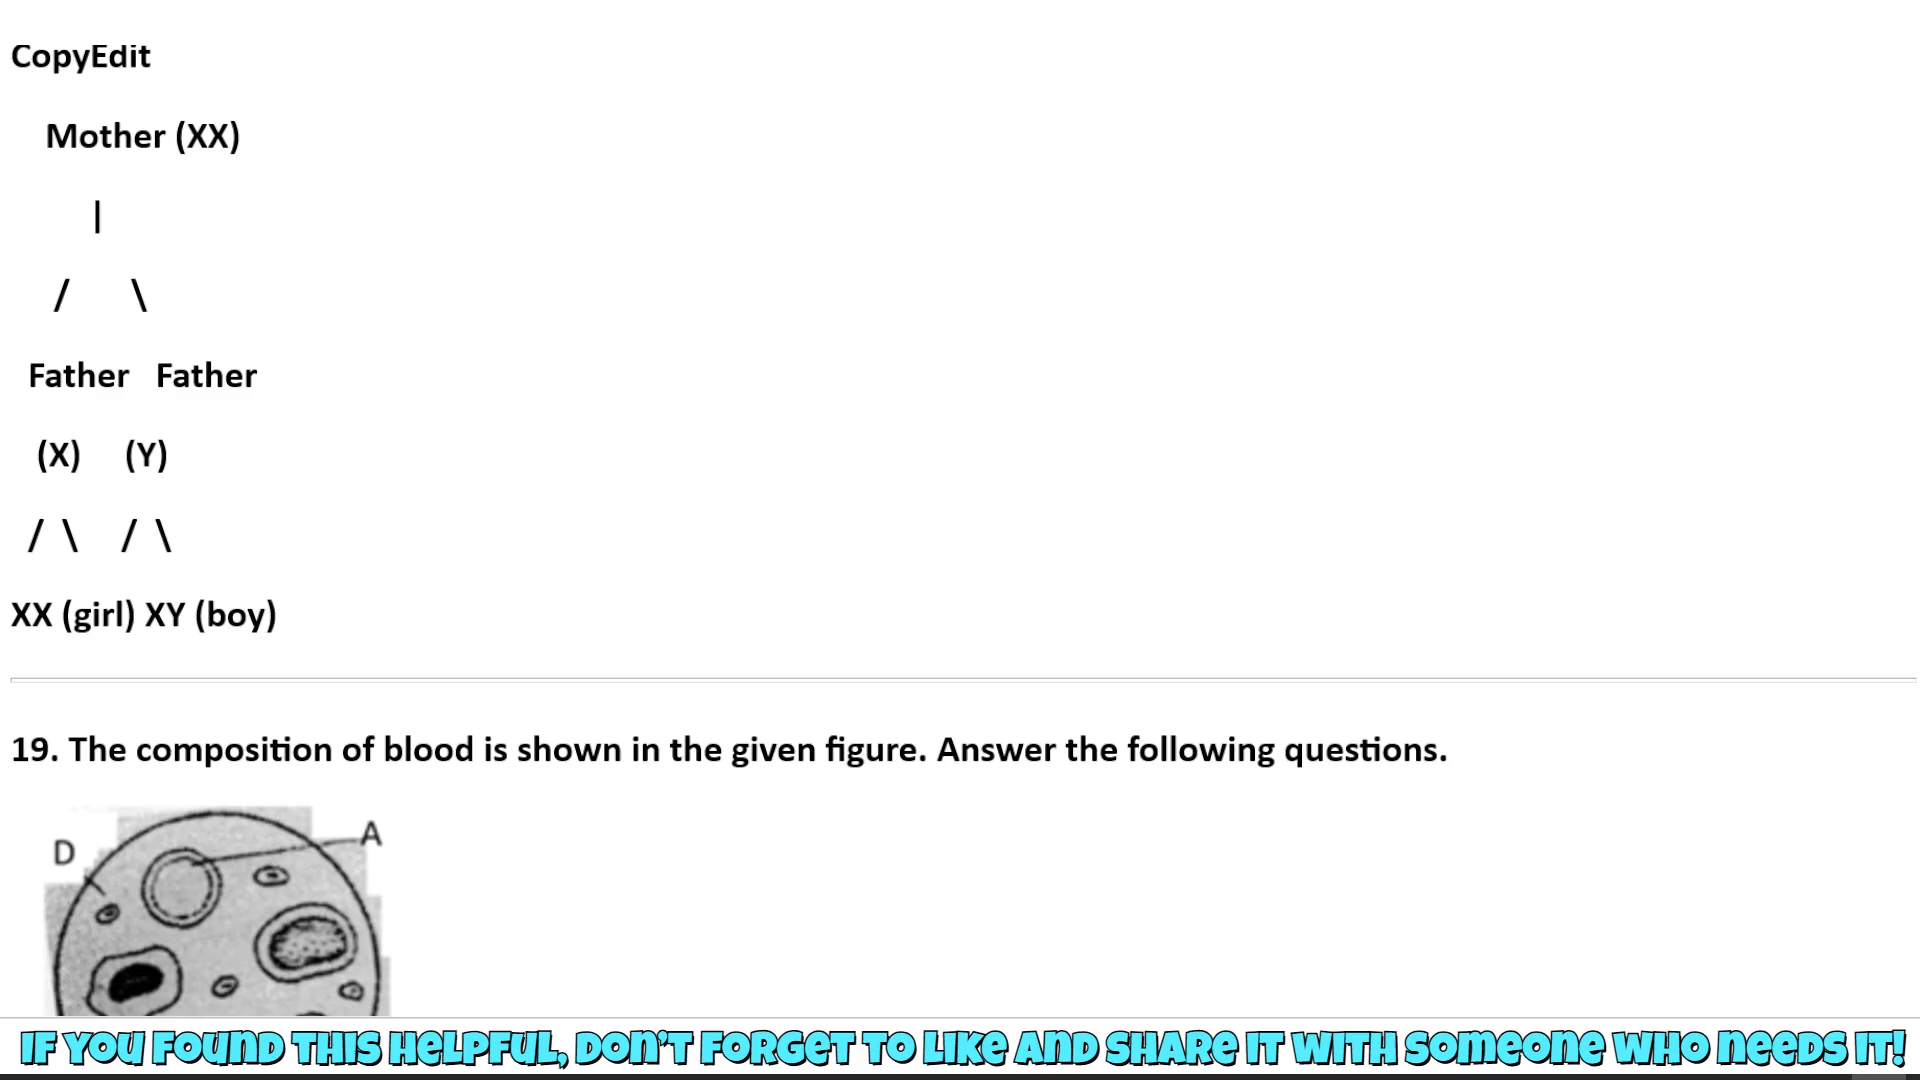 CopyEdit
Mother (XX)
|
/ \
Father Father
(X) (Y)
/ \ / \
XX (girl) XY (boy)
19. The composition of blood is shown in the given figure. Answer the following questions.
D
A
IF YOU FOUND THIS HELPFUL, DON'T FORGET TO LIKE AND SHARE IT WITH SOMEONE WHO NEEDS IT!